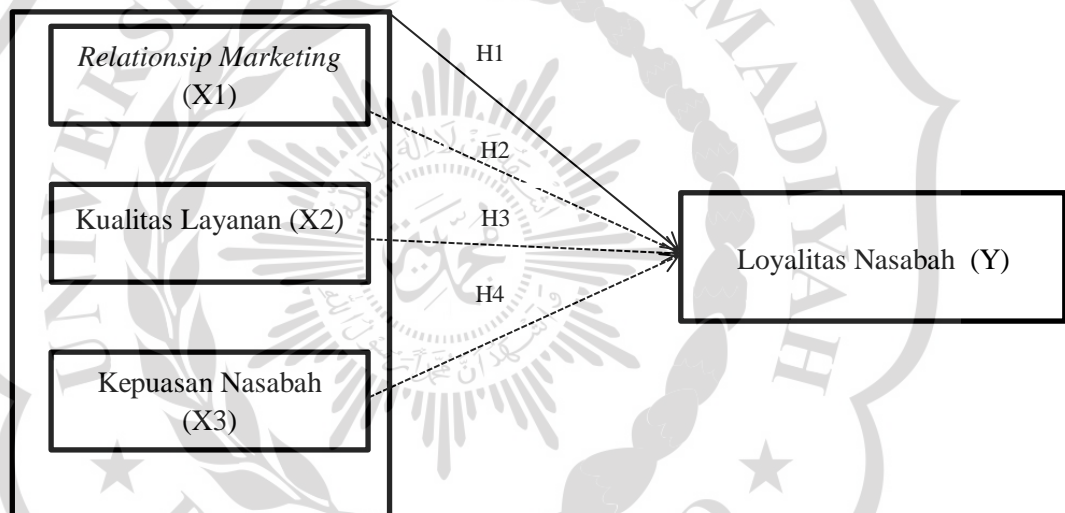 Relationsip Marketing
(X1)
Kualitas Layanan (X2)
Kepuasan Nasabah
(X3)
H1
H2
H3
H4
Loyalitas Nasabah (Y)